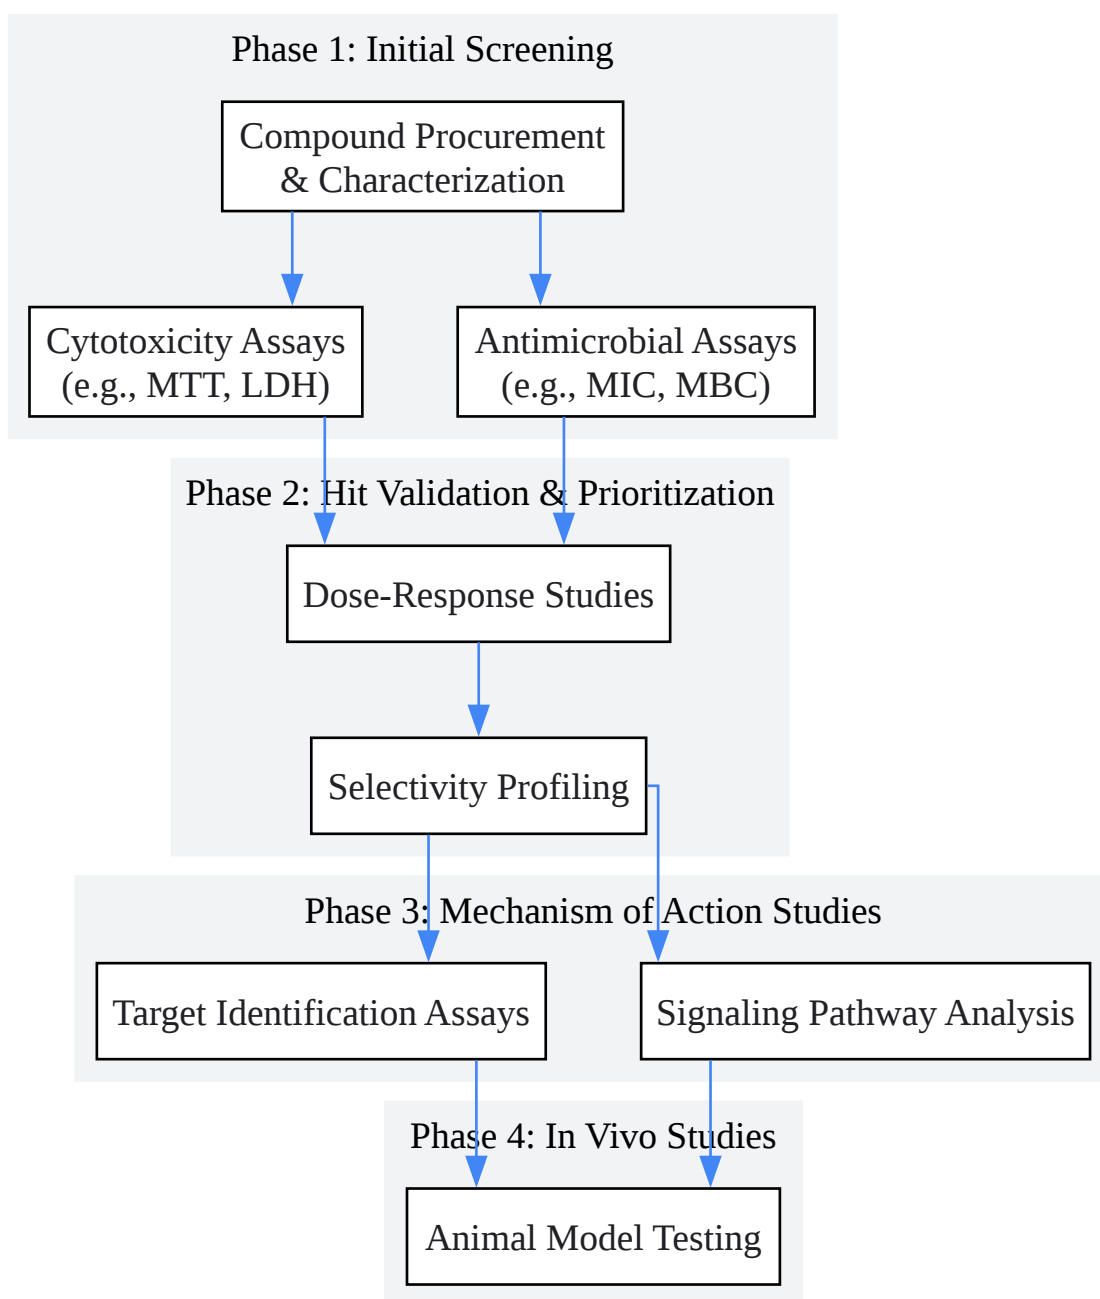 Phase 1: Initial Screening
Compound Procurement
& Characterization
Cytotoxicity Assays
(e.g., MTT, LDH)
Antimicrobial Assays
(e.g., MIC, MBC)
Phase 2: Hit Validation & Prioritization
Dose-Response Studies
Selectivity Profiling
Phase 3: Mechanism of Action Studies
Target Identification Assays
Signaling Pathway Analysis
Phase 4: In Vivo Studies
Animal Model Testing